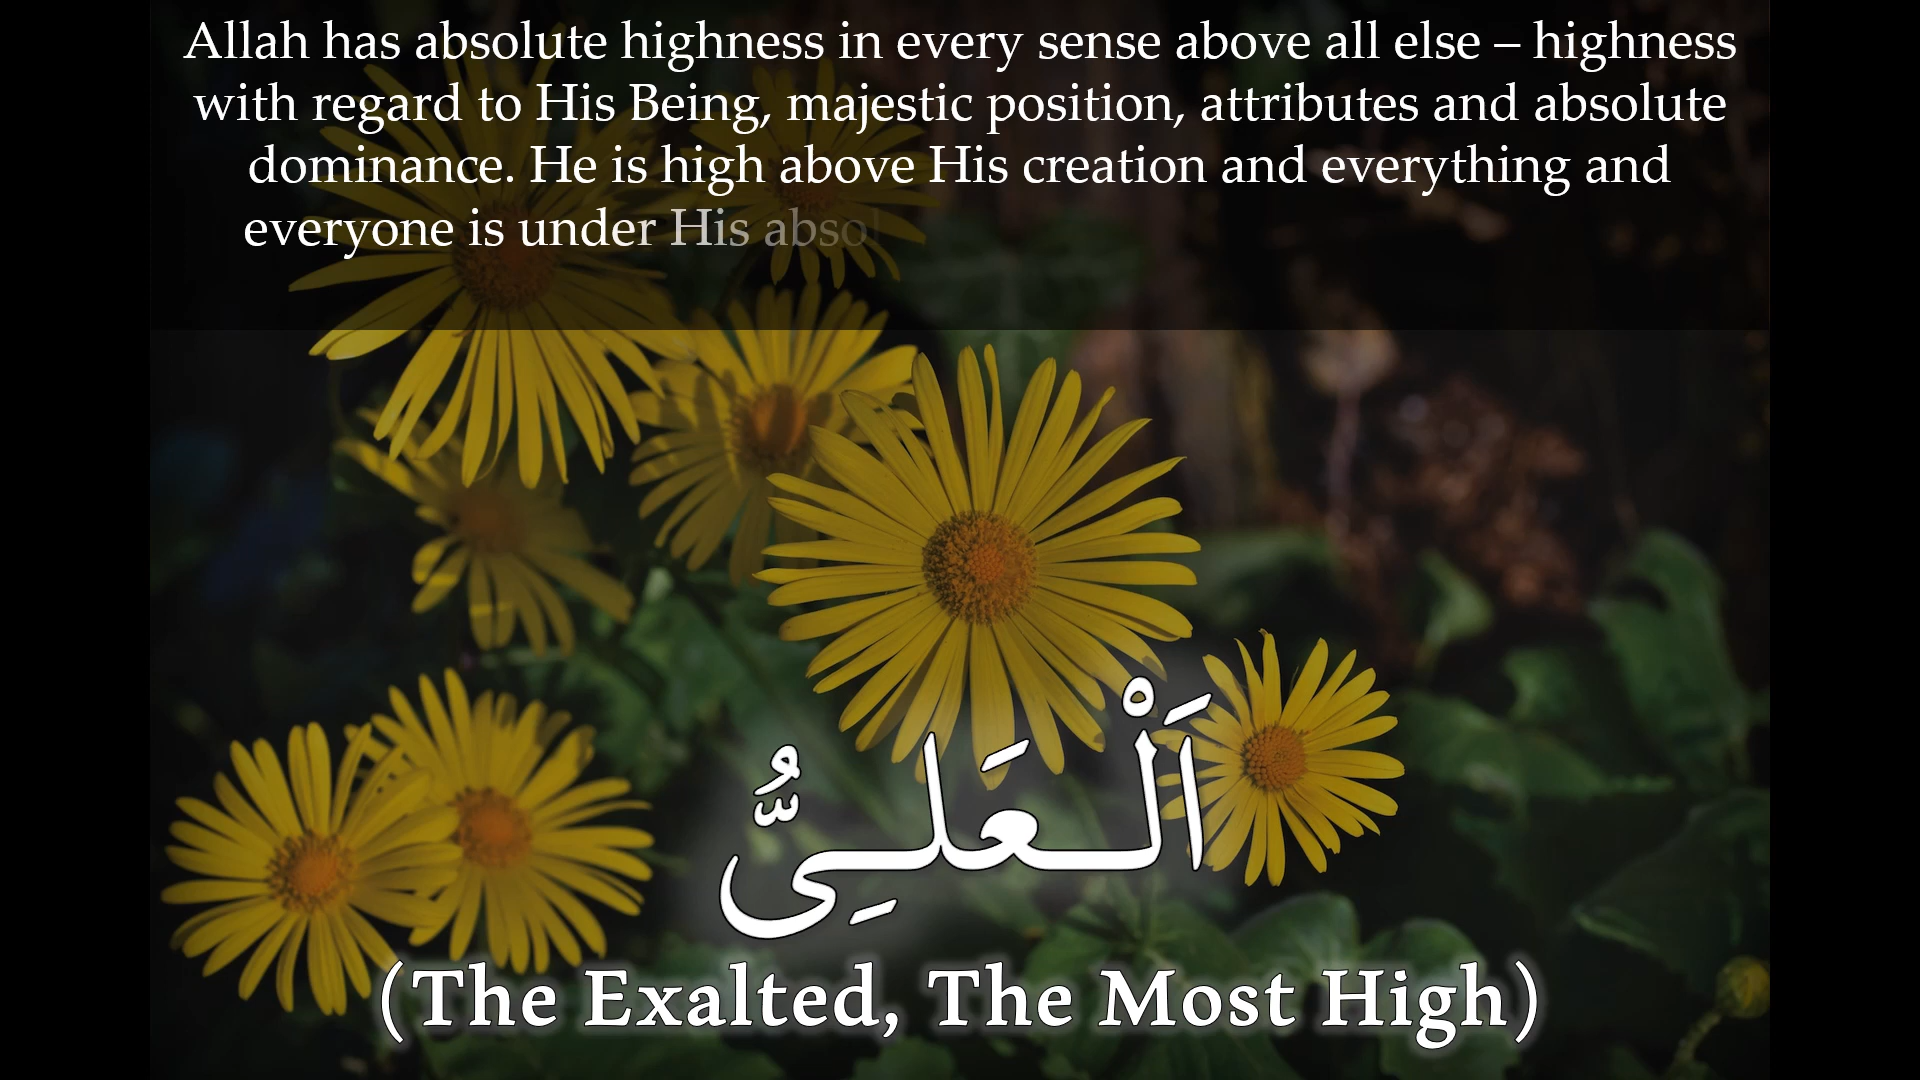 Allah has absolute highness in every sense above all else – highness
with regard to His Being, majestic position, attributes and absolute
dominance. He is high above His creation and everything and
everyone is under His
اَلْـعَلـِيُّ
(The Exalted, The Most High)